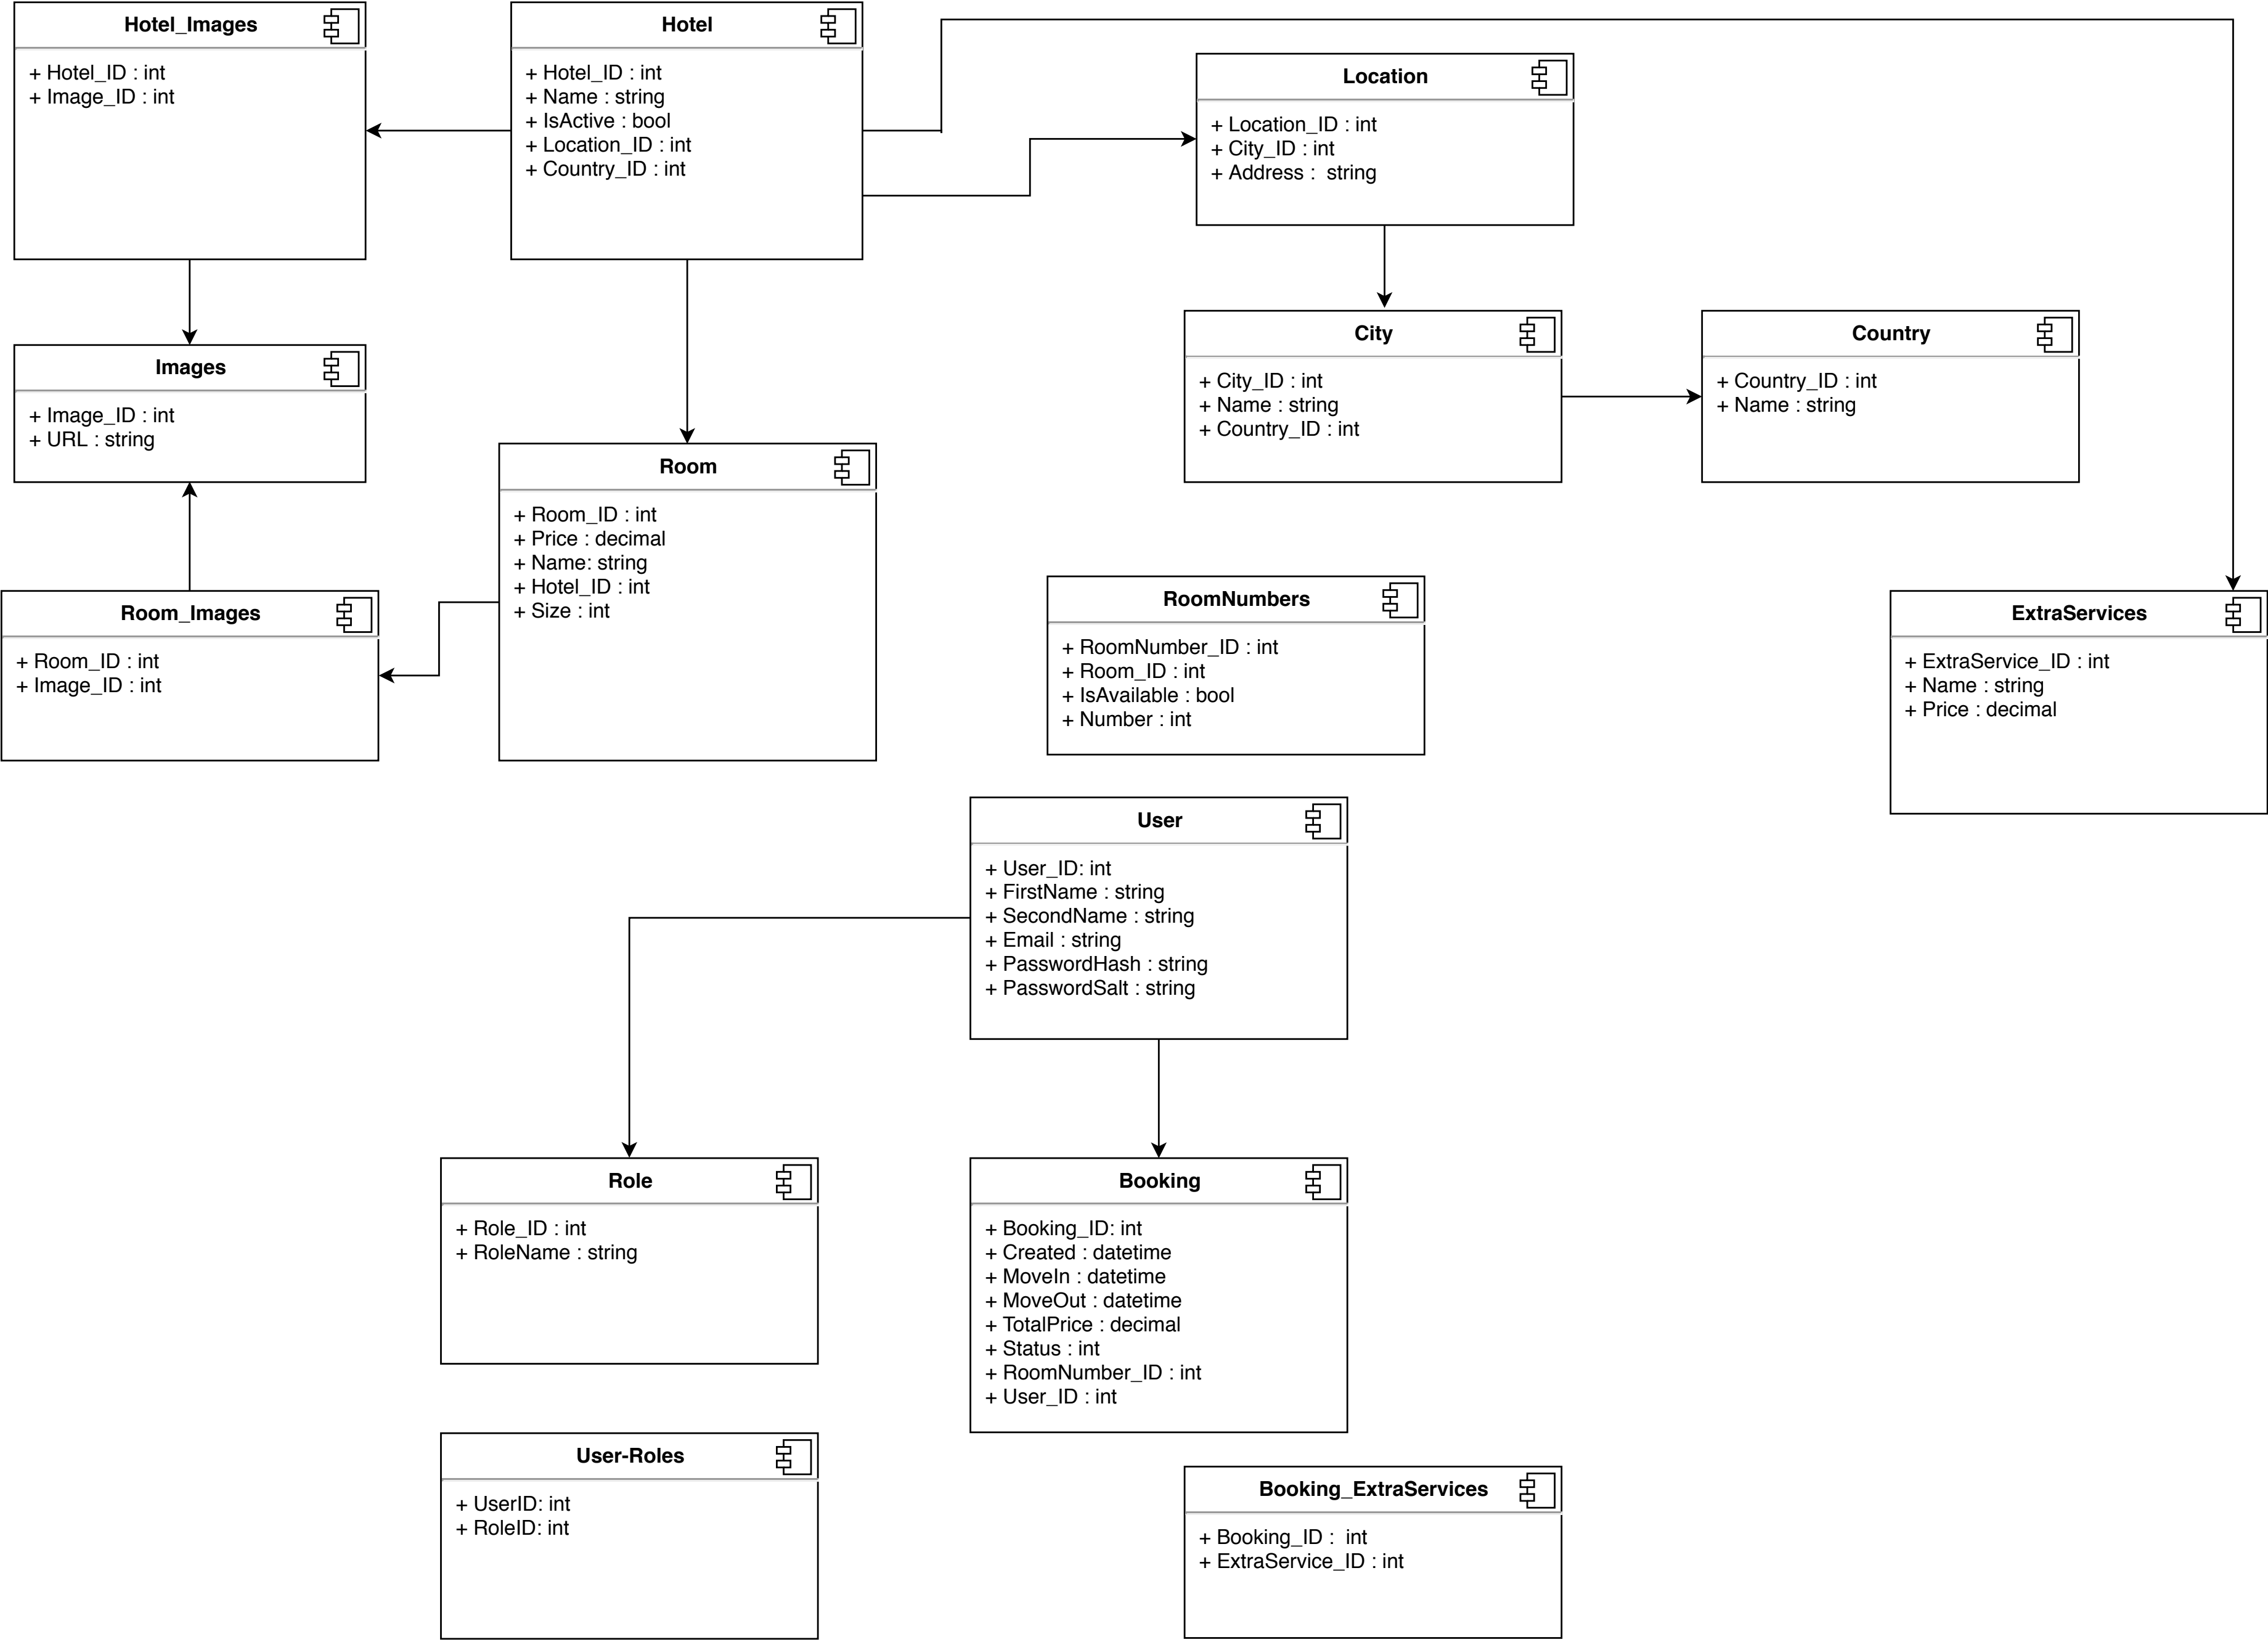 Hotel_Images
+ Hotel_ID : int
+ Image_ID : int
Hotel
+ Hotel_ID : int
+ Name : string
+ IsActive : bool
+ Location_ID : int
+ Country_ID : int
Location
+ Location_ID : int
+ City_ID : int
+ Address :  string
Images
+ Image_ID : int
+ URL : string
City
+ City_ID : int
+ Name : string
+ Country_ID : int
Country
+ Country_ID : int
+ Name : string
Room
+ Room_ID : int
+ Price : decimal
+ Name: string
+ Hotel_ID : int
+ Size : int
Room_Images
+ Room_ID : int
+ Image_ID : int
RoomNumbers
+ RoomNumber_ID : int
+ Room_ID : int
+ IsAvailable : bool
+ Number : int
ExtraServices
+ ExtraService_ID : int
+ Name : string
+ Price : decimal
User
+ User_ID: int
+ FirstName : string
+ SecondName : string
+ Email : string
+ PasswordHash : string
+ PasswordSalt : string
Role
+ Role_ID : int
+ RoleName : string
Booking
+ Booking_ID: int
+ Created : datetime
+ MoveIn : datetime
+ MoveOut : datetime
+ TotalPrice : decimal
+ Status : int
+ RoomNumber_ID : int
+ User_ID : int
User-Roles
+ UserID: int
+ RoleID: int
Booking_ExtraServices
+ Booking_ID :  int
+ ExtraService_ID : int